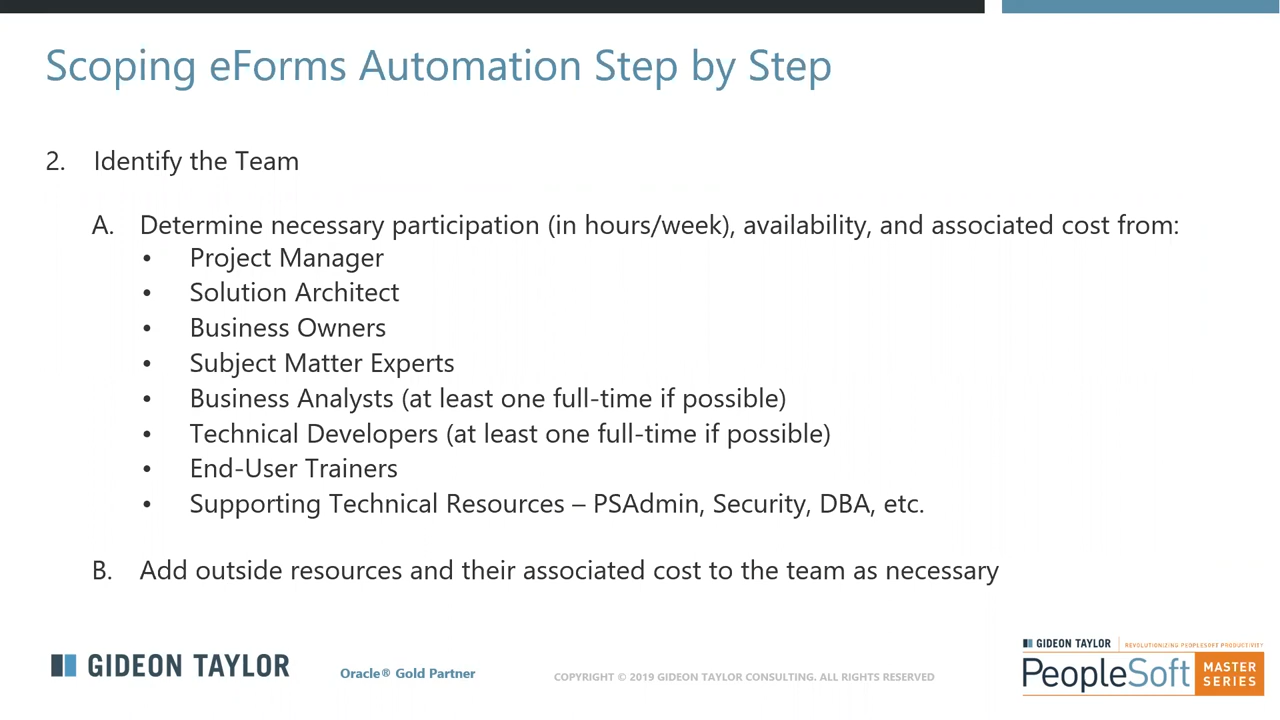 Scoping eForms Automation Step by Step
2. Identify the Team
A. Determine necessary participation (in hours/week), availability, and associated cost from:
• Project Manager
• Solution Architect
• Business Owners
• Subject Matter Experts
• Business Analysts (at least one full-time if possible)
• Technical Developers (at least one full-time if possible)
• End-User Trainers
• Supporting Technical Resources – PSAdmin, Security, DBA, etc.
B. Add outside resources and their associated cost to the team as necessary
GIDEON TAYLOR
Oracle® Gold Partner
COPYRIGHT © 2019 GIDEON TAYLOR CONSULTING. ALL RIGHTS RESERVED
GIDEON TAYLOR REVOLUTIONIZING PEOPLESOFT PRODUCTIVITY
PeopleSoft MASTER SERIES